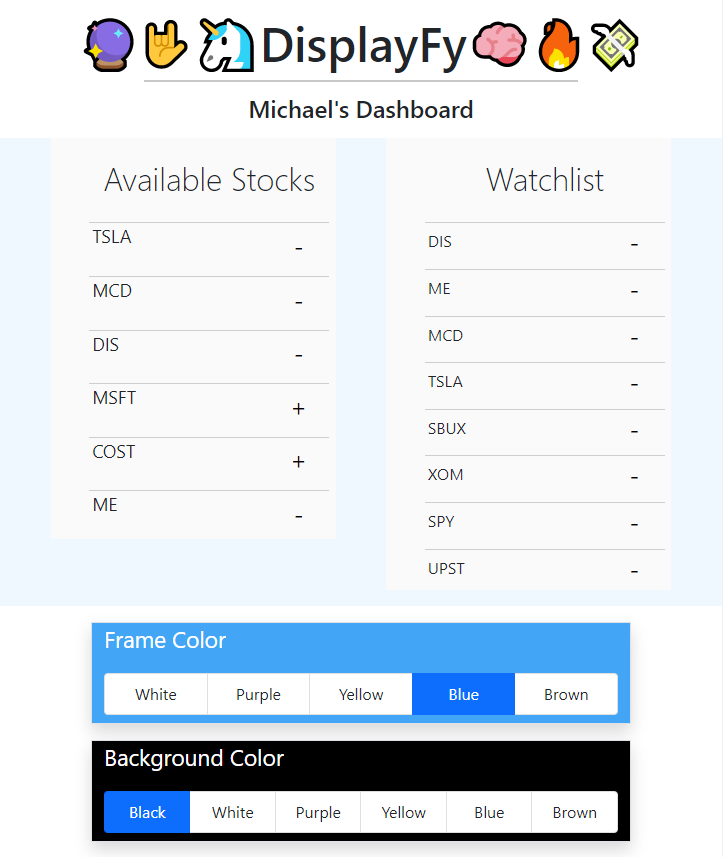 DisplayFy
Michael's Dashboard
Available Stocks
TSLA -
MCD -
DIS -
MSFT +
COST +
ME -
Watchlist
DIS -
ME -
MCD -
TSLA -
SBUX -
XOM -
SPY -
UPST -
Frame Color
White Purple Yellow Blue Brown
Background Color
Black White Purple Yellow Blue Brown